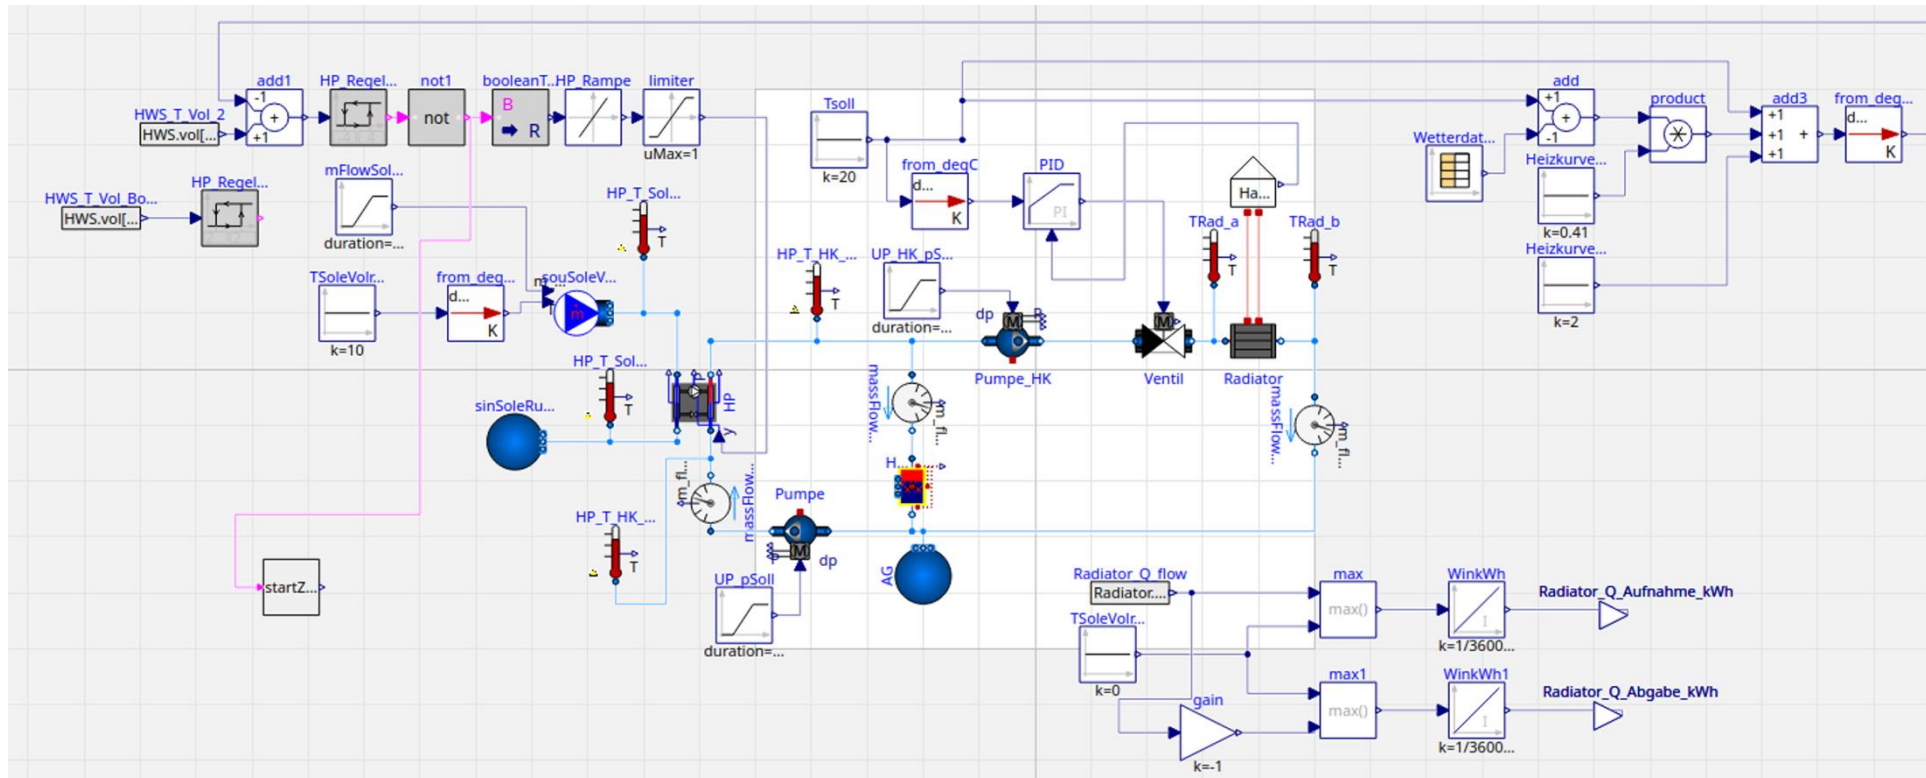 add1
HP_Regel...
not1
booleanT...
HP_Rampe
limiter
-1
+1
+
not
B
R
uMax=1
HWS_T_Vol_2
HWS.vol[...
HWS_T_Vol_Bo...
HWS.vol[...
HP_Regel...
mFlowSol...
duration=...
HP_T_Sol...
T
TSoleVolr...
k=10
from_deg...
d...
K
souSoleV...
m...
T
ṁ
HP_T_Sol...
T
sinSoleRu...
HP
y
P
startZ...
HP_T_HK_...
T
m_fl...
massFlow...
Pumpe
M
dp
UP_pSoll
duration=...
Tsoll
k=20
from_degC
d...
K
PID
PI
HP_T_HK_...
T
UP_HK_pS...
duration=...
dp
M
P
Pumpe_HK
M
Ventil
Ha...
TRad_a
T
TRad_b
T
Radiator
massFlow...
m_fl...
massFlow...
m_fl...
H...
AG
add
+1
-1
+
product
add3
+1
+1
+1
+
from_deg...
d...
K
Wetterdat...
Heizkurve...
k=0.41
Heizkurve...
k=2
Radiator_Q_flow
Radiator....
TSoleVolr...
k=0
gain
k=-1
max
max()
WinkWh
I
k=1/3600...
Radiator_Q_Aufnahme_kWh
max1
max()
WinkWh1
I
k=1/3600...
Radiator_Q_Abgabe_kWh